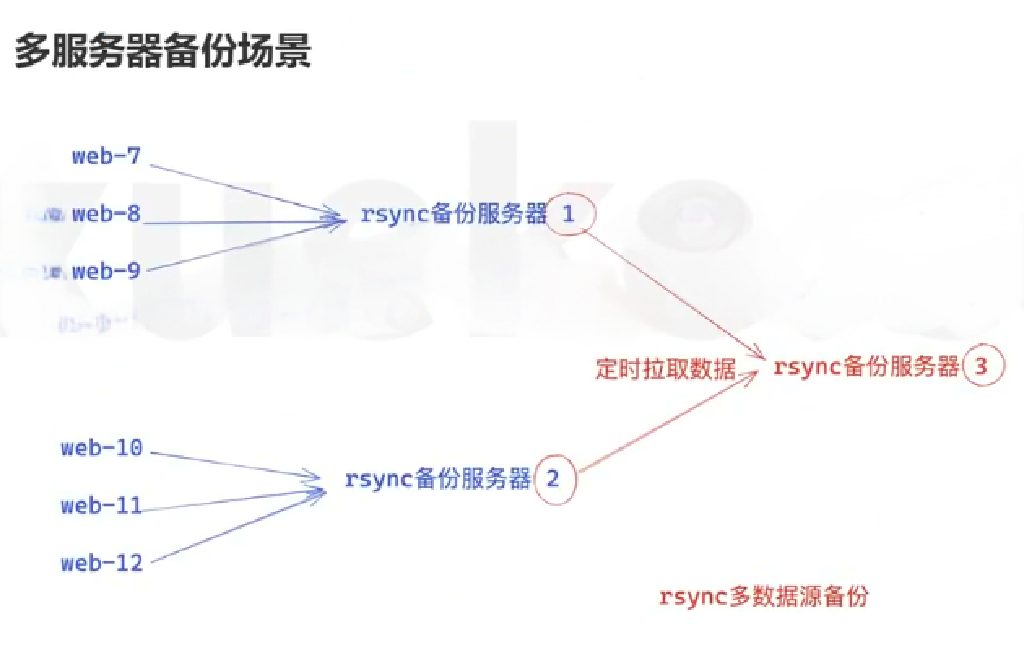 多服务器备份场景
web-7
web-8
web-9
rsync备份服务器 1
定时拉取数据
rsync备份服务器 3
web-10
web-11
web-12
rsync备份服务器 2
rsync多数据源备份